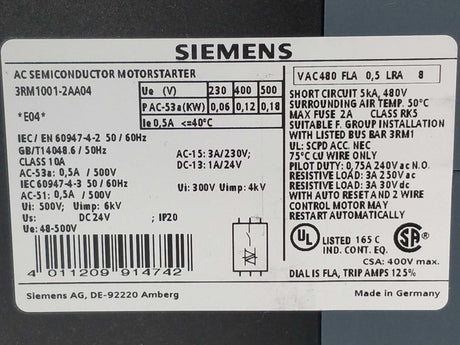 SIEMENS
AC SEMICONDUCTOR MOTORSTARTER
3RM1001-2AA04
*E04*
Ue (V) 230 400 500
P AC-53a(KW) 0,06 0,12 0,18
Ie 0,5A <=40°C
IEC/ EN 60947-4-2 50/60Hz
GB/T14048.6 / 50Hz
CLASS 10A
AC-53a: 0,5A / 500V
IEC60947-4-3 50/60Hz
AC-51: 0,5A / 500V
Ui: 500V; Uimp: 6kV
Us: DC24V ; IP20
Ue: 48-500V
AC-15: 3A/230V;
DC-13: 1A/24V
Ui: 300V Uimp: 4kV
4 011209 914742
Siemens AG, DE-92220 Amberg
VAC480 FLA 0,5 LRA 8
SHORT CIRCUIT 5kA, 480V
SURROUNDING AIR TEMP. 50°C
MAX FUSE 2A CLASS RK5
SUITABLE F. GROUP INSTALLATION
WITH LISTED BUS BAR 3RM1
UL: SCPD ACC. NEC
75°C CU WIRE ONLY
PILOT DUTY: 0,75A 240V ac N.O.
RESISTIVE LOAD: 3A 250V ac
RESISTIVE LOAD: 3A 30V dc
WITH AUTO RESET AND 2 WIRE
CONTROL MOTOR MAY
RESTART AUTOMATICALLY
UL LISTED 165 C
IND. CONT. EQ.
SA
CSA: 400V max.
DIAL IS FLA, TRIP AMPS 125%
Made in Germany